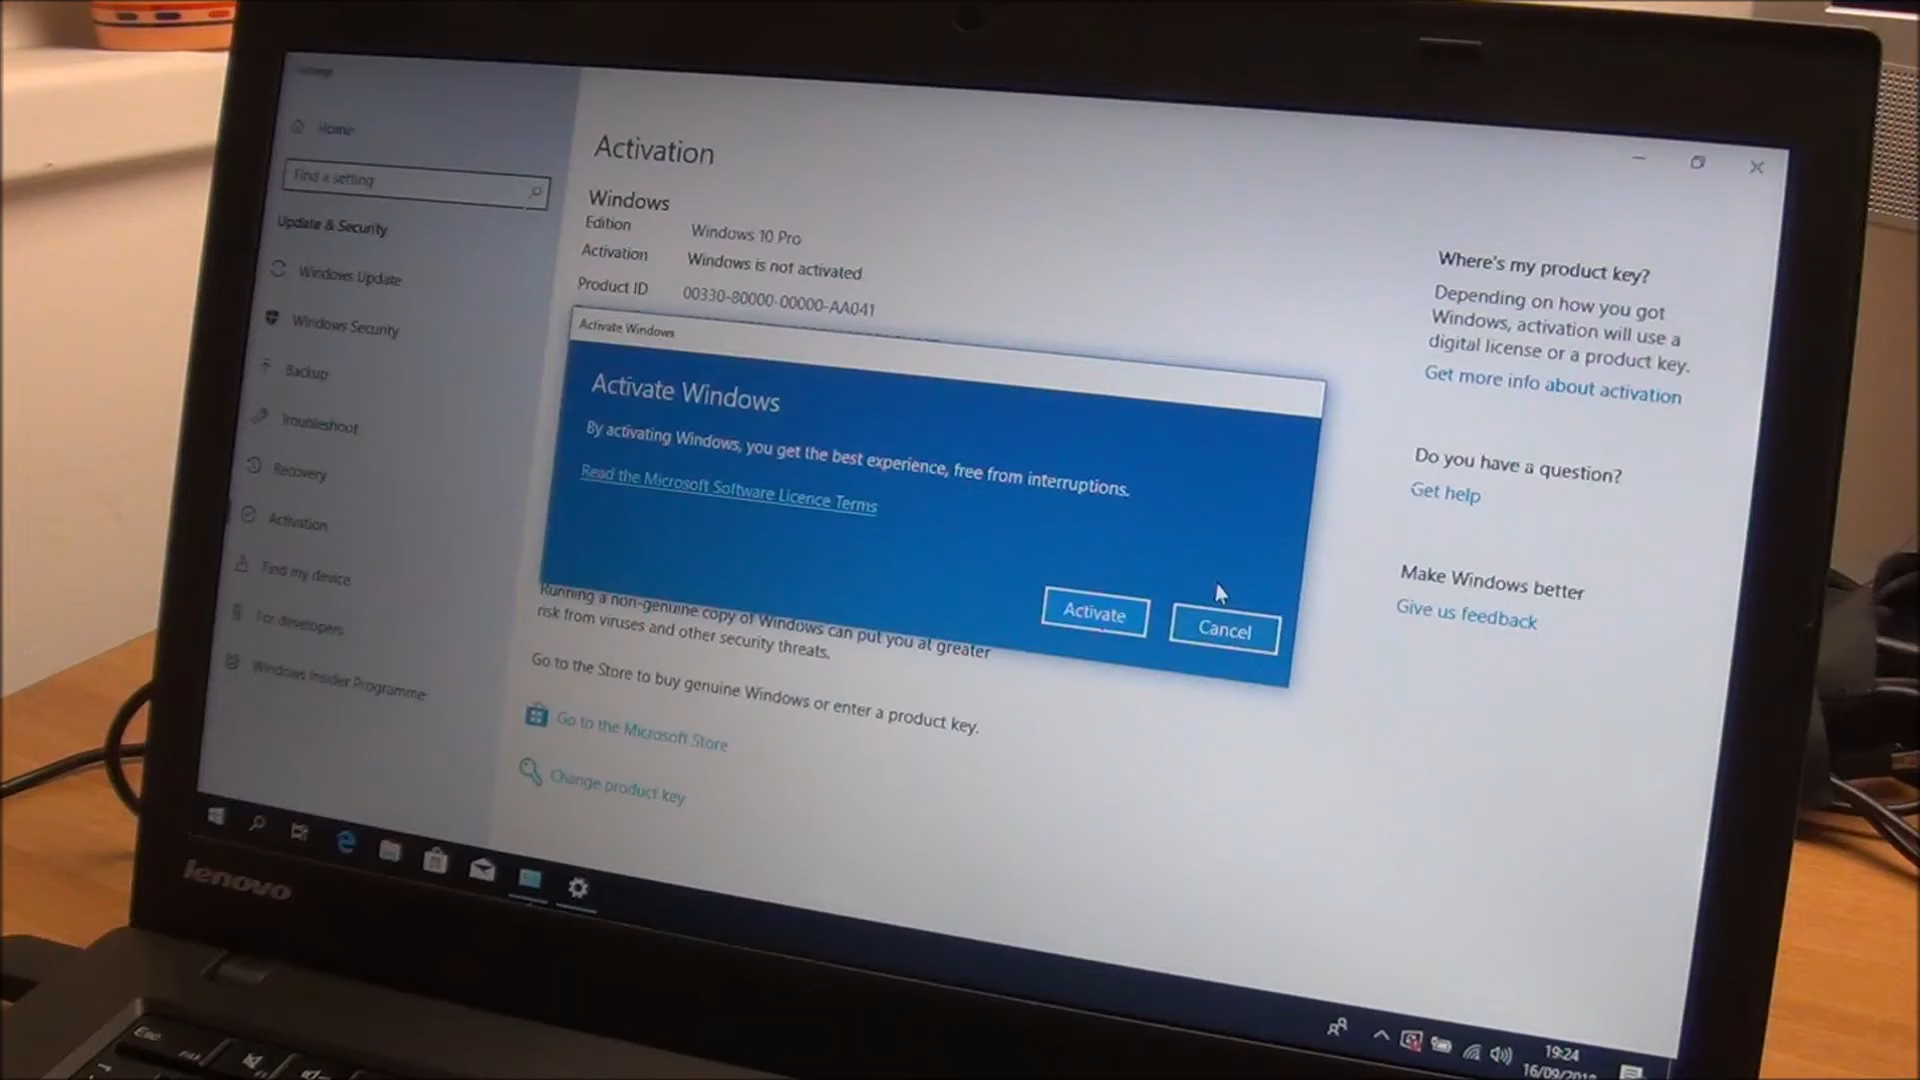 Settings
Home
Find a setting
Update & Security
Windows Update
Windows Security
Backup
Troubleshoot
Recovery
Activation
Find my device
For developers
Windows Insider Programme
Activation
Windows
Edition Windows 10 Pro
Activation Windows is not activated
Product ID 00330-80000-00000-AA041
Activate Windows
Activate Windows
By activating Windows, you get the best experience, free from interruptions.
Read the Microsoft Software Licence Terms
Activate Cancel
Running a non-genuine copy of Windows can put you at greater
risk from viruses and other security threats.
Go to the Store to buy genuine Windows or enter a product key.
Go to the Microsoft Store
Change product key
Where's my product key?
Depending on how you got
Windows, activation will use a
digital license or a product key.
Get more info about activation
Do you have a question?
Get help
Make Windows better
Give us feedback
19:24
lenovo
Esc